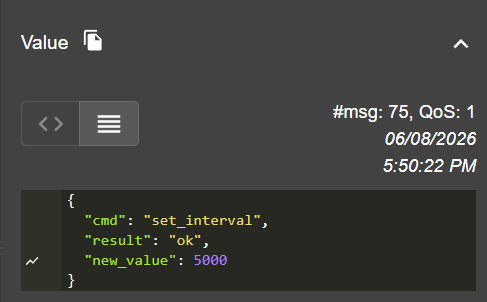 Value
#msg: 75, QoS: 1
06/08/2026
5:50:22 PM
{
  "cmd": "set_interval",
  "result": "ok",
  "new_value": 5000
}